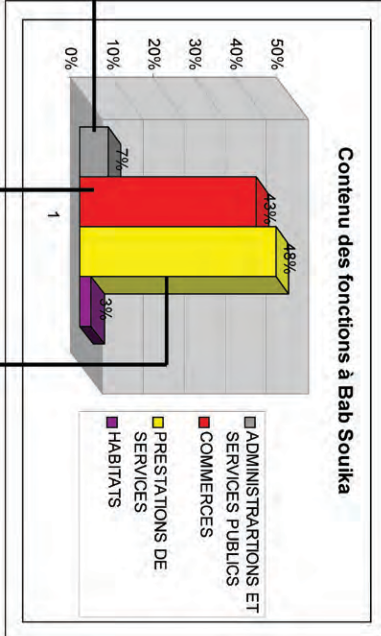 Contenu des fonctions à Bab Souika
50%
40%
30%
20%
10%
0%
7%
43%
48%
3%
1
ADMINISTRARTIONS ET
SERVICES PUBLICS
COMMERCES
PRESTATIONS DE
SERVICES
HABITATS